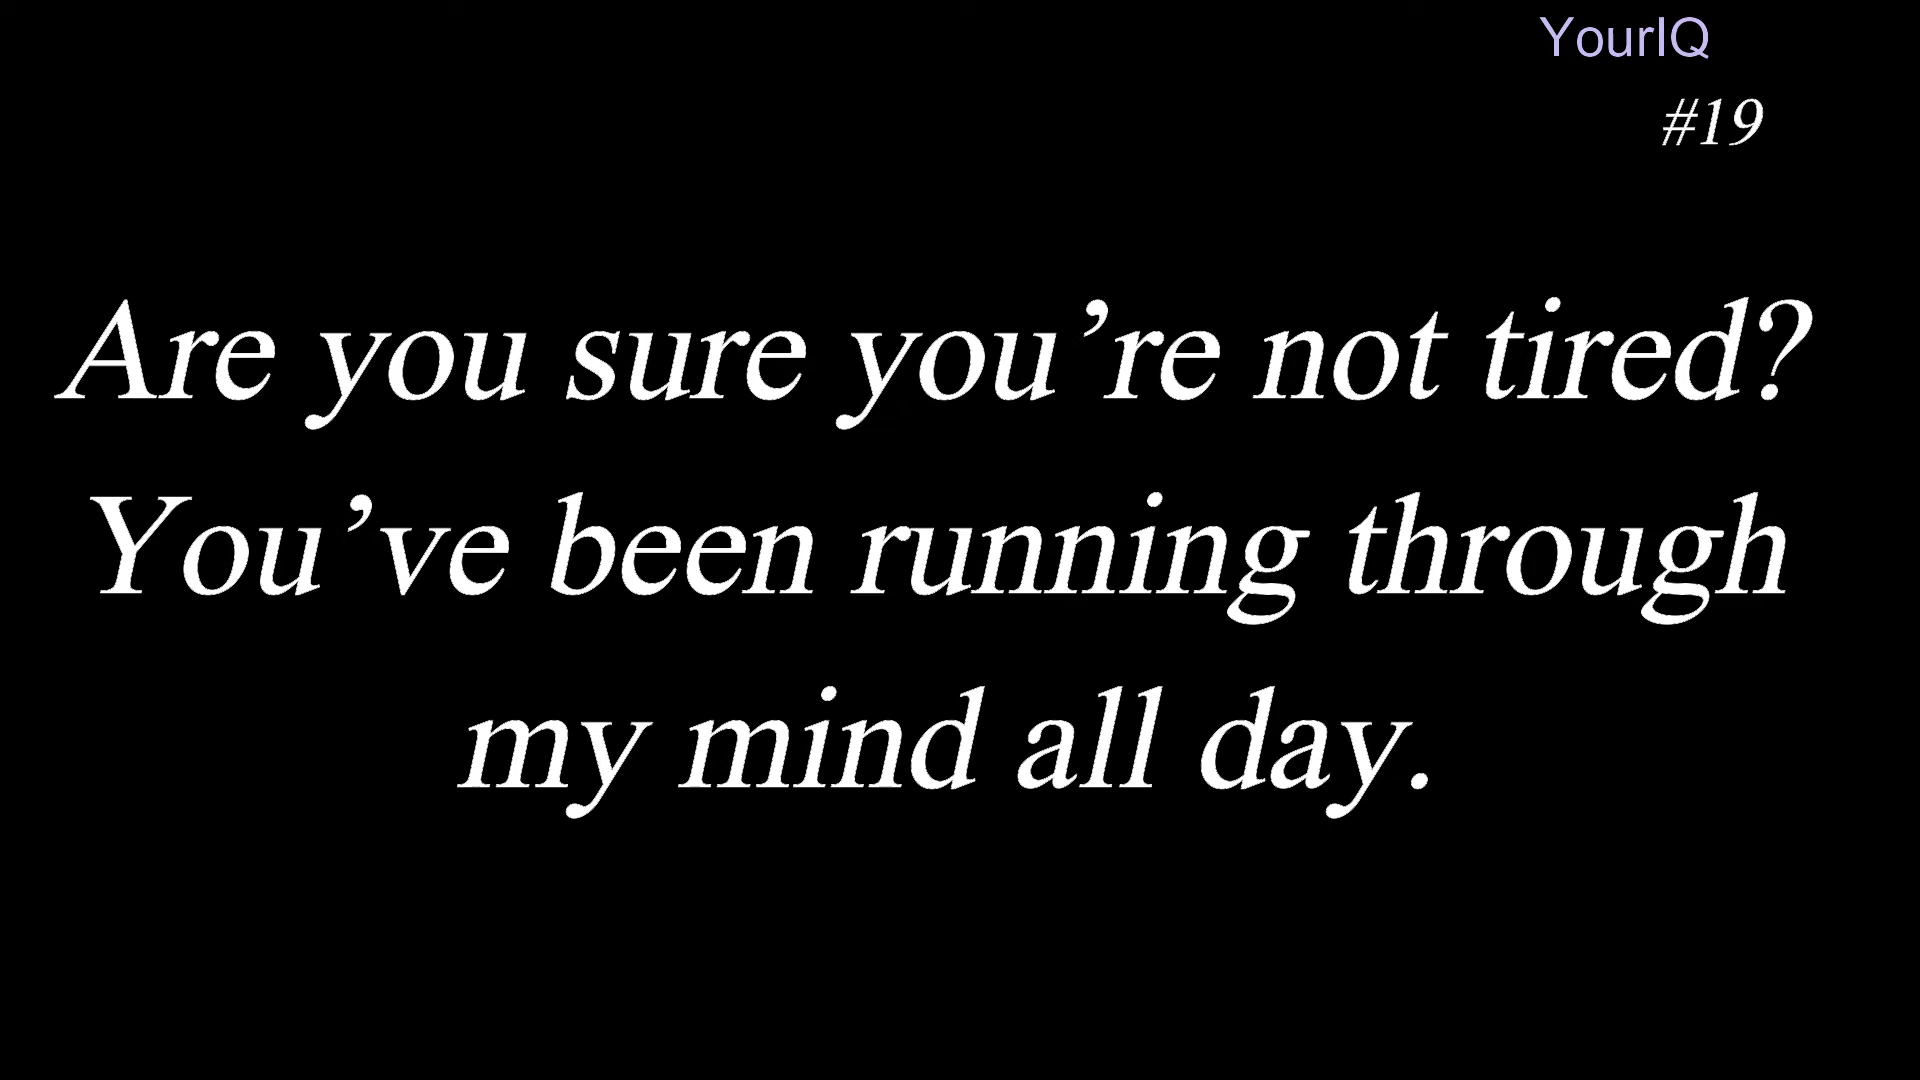 YourIQ
#19
Are you sure you’re not tired?
You’ve been running through
my mind all day.